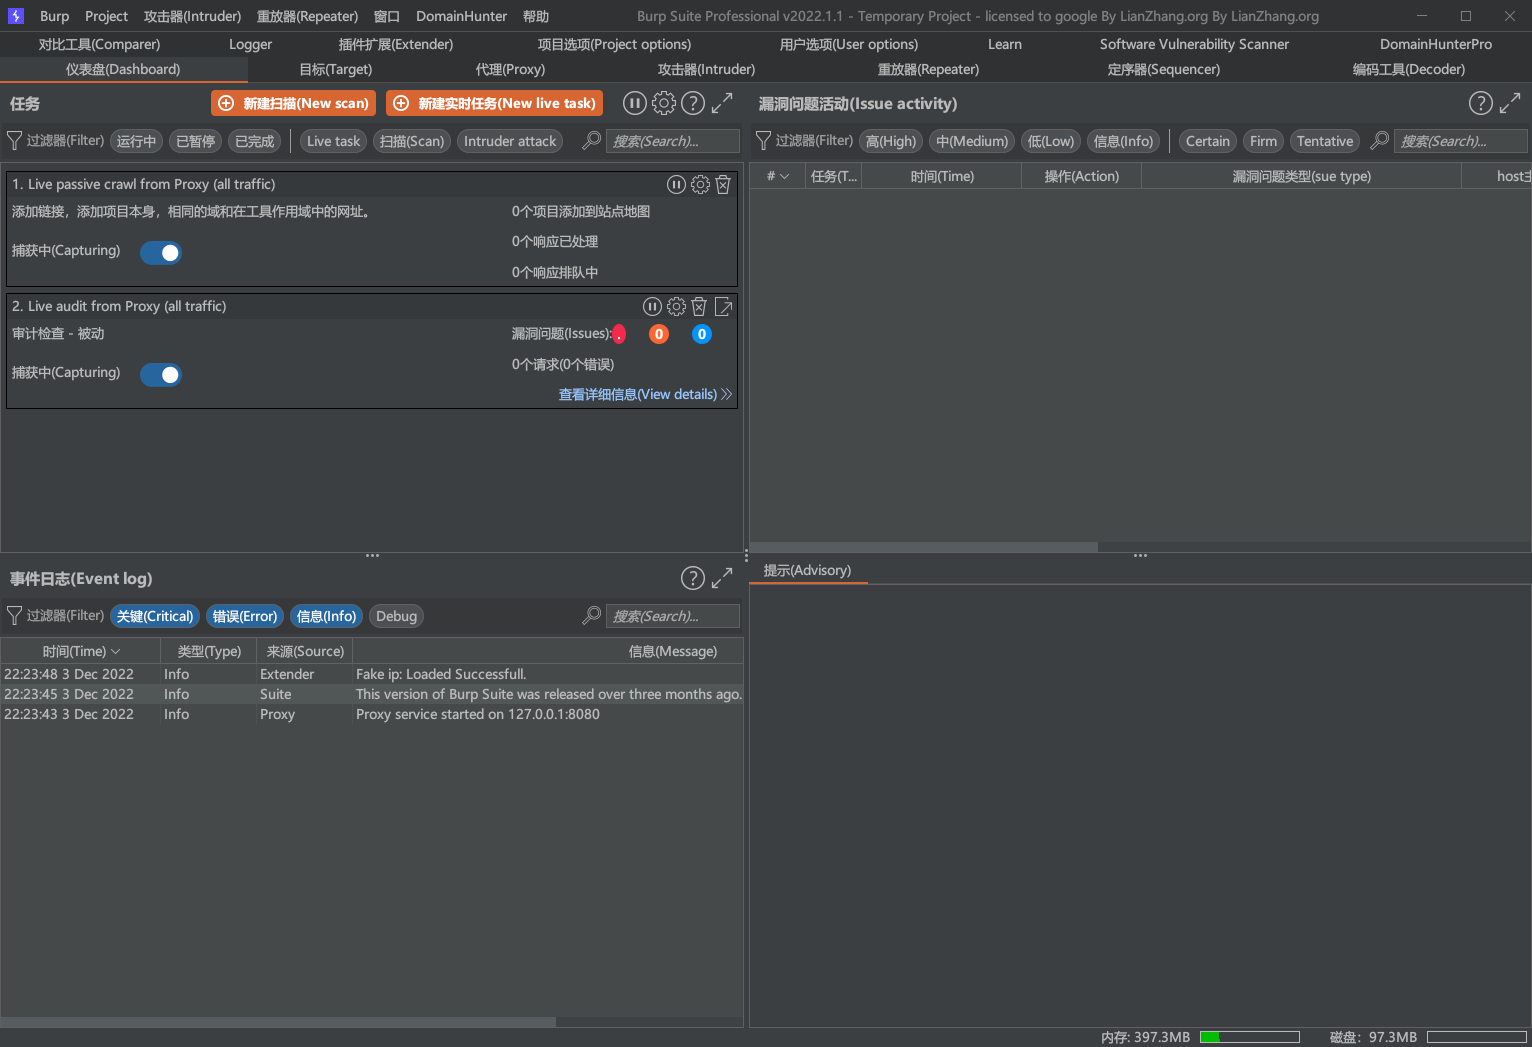 Burp Project 攻击器(Intruder) 重放器(Repeater) 窗口 DomainHunter 帮助 Burp Suite Professional v2022.1.1 - Temporary Project - licensed to google By LianZhang.org By LianZhang.org
对比工具(Comparer) Logger 插件扩展(Extender) 项目选项(Project options) 用户选项(User options) Learn Software Vulnerability Scanner DomainHunterPro
仪表盘(Dashboard) 目标(Target) 代理(Proxy) 攻击器(Intruder) 重放器(Repeater) 定序器(Sequencer) 编码工具(Decoder)
任务 新建扫描(New scan) 新建实时任务(New live task)
过滤器(Filter) 运行中 已暂停 已完成 Live task 扫描(Scan) Intruder attack 搜索(Search)...
1. Live passive crawl from Proxy (all traffic)
添加链接，添加项目本身，相同的域和在工具作用域中的网址。 0个项目添加到站点地图
0个响应已处理
捕获中(Capturing)
0个响应排队中
2. Live audit from Proxy (all traffic)
审计检查 - 被动 漏洞问题(Issues): . 0 0
0个请求(0个错误)
捕获中(Capturing)
查看详细信息(View details)
漏洞问题活动(Issue activity)
过滤器(Filter) 高(High) 中(Medium) 低(Low) 信息(Info) Certain Firm Tentative 搜索(Search)...
# 任务(T... 时间(Time) 操作(Action) 漏洞问题类型(sue type) host主
事件日志(Event log)
过滤器(Filter) 关键(Critical) 错误(Error) 信息(Info) Debug 搜索(Search)...
时间(Time) 类型(Type) 来源(Source) 信息(Message)
22:23:48 3 Dec 2022 Info Extender Fake ip: Loaded Successfull.
22:23:45 3 Dec 2022 Info Suite This version of Burp Suite was released over three months ago.
22:23:43 3 Dec 2022 Info Proxy Proxy service started on 127.0.0.1:8080
提示(Advisory)
内存: 397.3MB 磁盘: 97.3MB